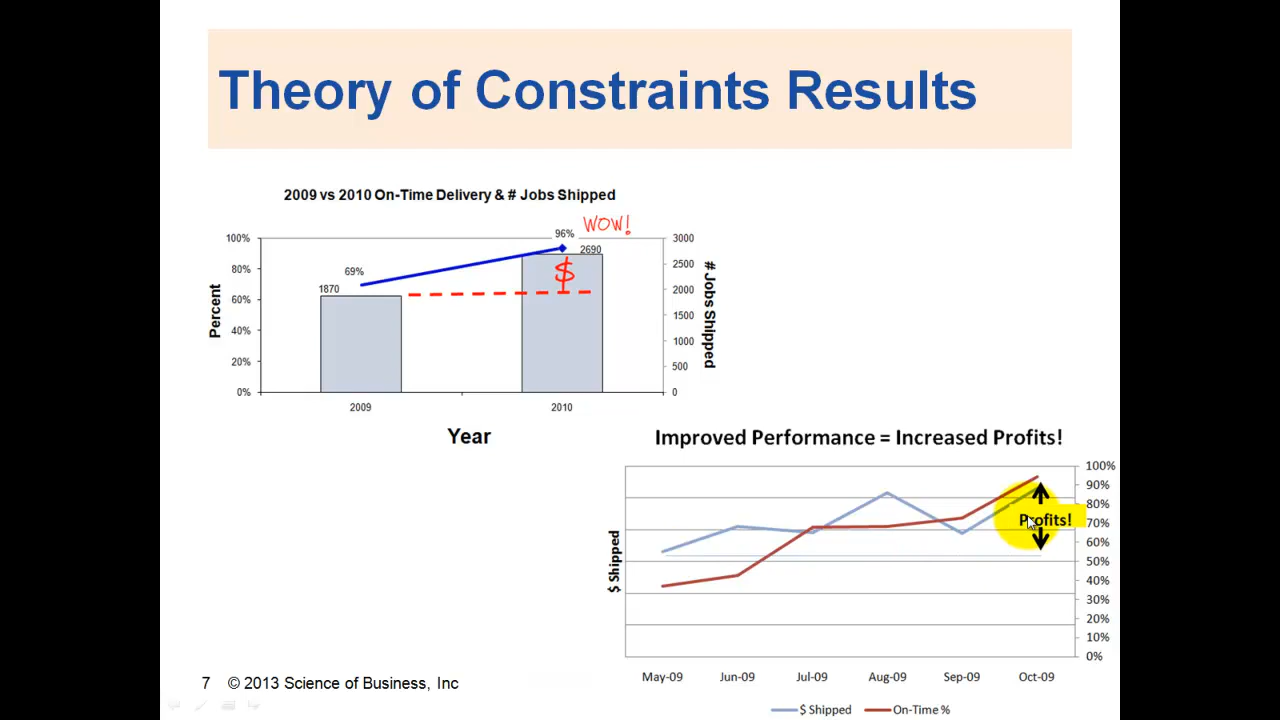 Theory of Constraints Results
2009 vs 2010 On-Time Delivery & # Jobs Shipped
WOW!
100%
80%
60%
40%
20%
0%
Percent
69%
96%
1870
2690
$
3000
2500
2000
1500
1000
500
0
# Jobs Shipped
2009
2010
Year
Improved Performance = Increased Profits!
$ Shipped
Profits!
100%
90%
80%
70%
60%
50%
40%
30%
20%
10%
0%
May-09
Jun-09
Jul-09
Aug-09
Sep-09
Oct-09
$ Shipped
On-Time %
7 © 2013 Science of Business, Inc